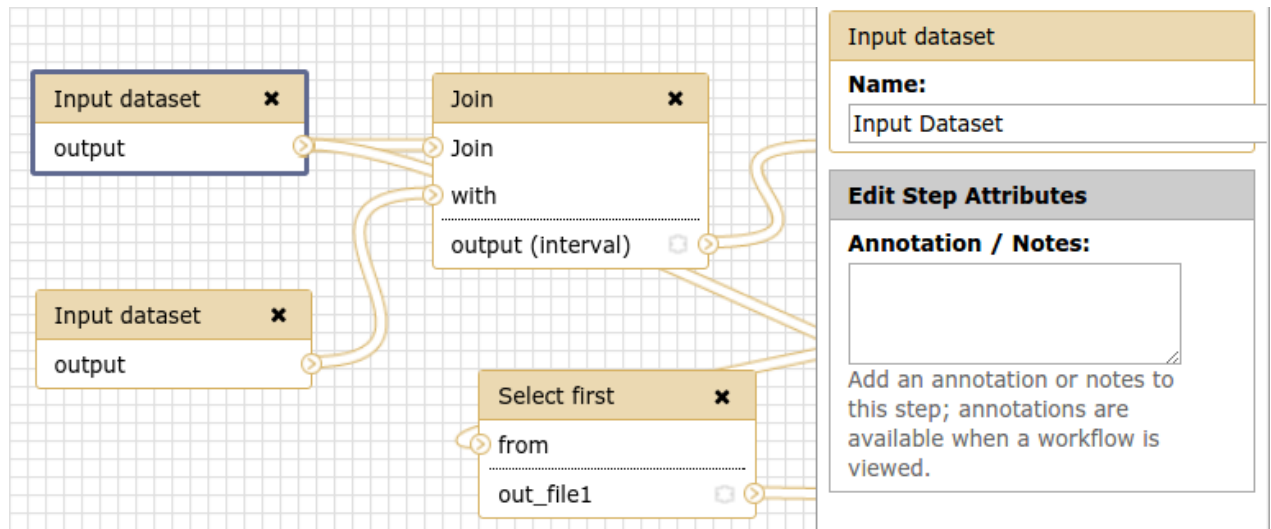 Input dataset
output
Join
Join
with
output (interval)
Input dataset
output
Select first
from
out_file1
Input dataset
Name:
Input Dataset
Edit Step Attributes
Annotation / Notes:
Add an annotation or notes to
this step; annotations are
available when a workflow is
viewed.